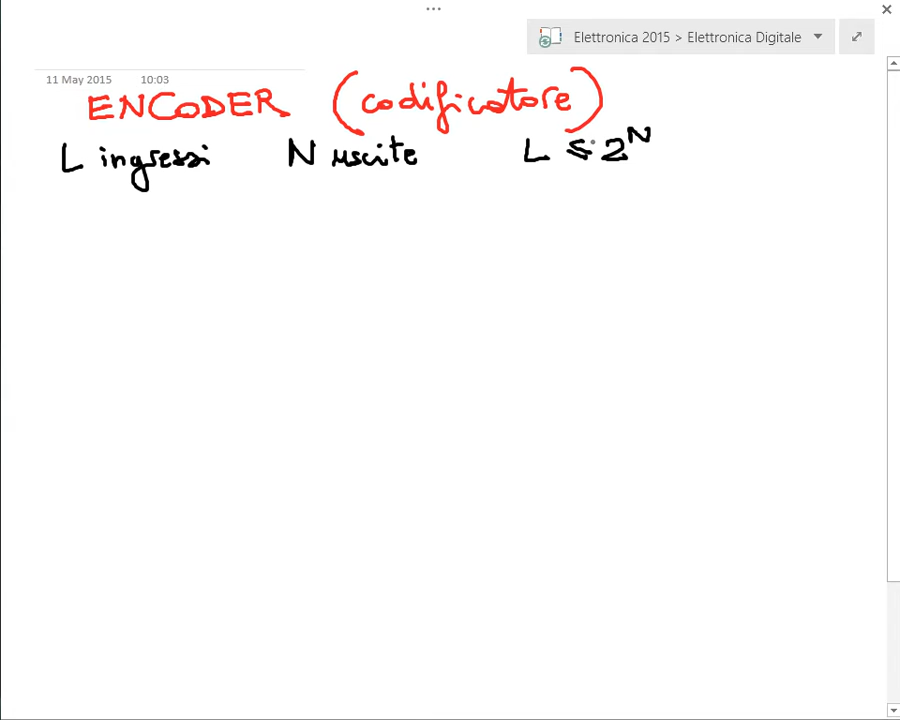 Elettronica 2015 > Elettronica Digitale
11 May 2015 10:03
ENCODER (codificatore)
L ingressi N uscite L ≤ 2^N